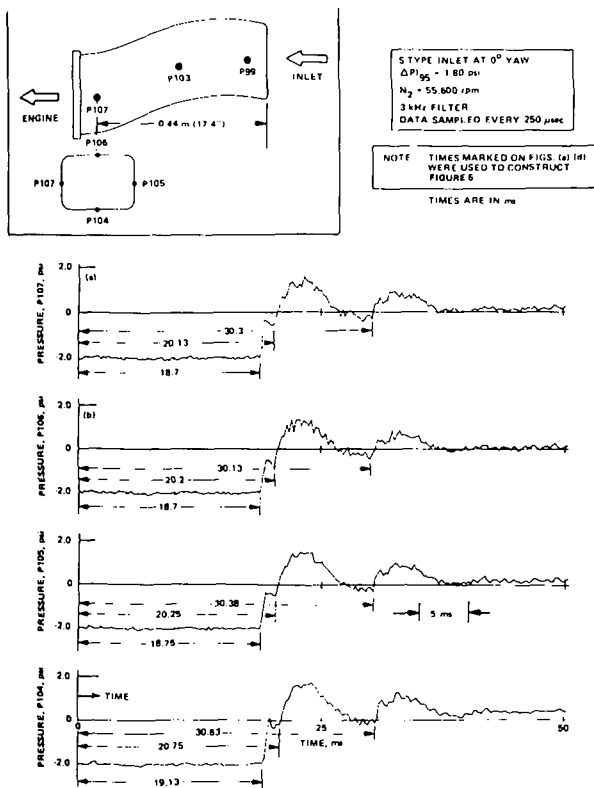 P99
P103
INLET
ENGINE
P107
0.44 m (17.4")
P106
P107
P105
P104
S TYPE INLET AT 0° YAW
ΔPI95 = 1.80 psi
N2 = 55,600 rpm
3 kHz FILTER
DATA SAMPLED EVERY 250 μsec
NOTE TIMES MARKED ON FIGS. (a) (d)
WERE USED TO CONSTRUCT
FIGURE 6
TIMES ARE IN ms
PRESSURE, P107, psi
2.0
(a)
0
30.3
20.13
-2.0
18.7
PRESSURE, P106, psi
2.0
(b)
0
30.13
20.2
-2.0
18.7
PRESSURE, P105, psi
2.0
0
30.38
5 ms
20.25
-2.0
18.75
PRESSURE, P104, psi
2.0
TIME
0
0
25
50
30.63
TIME, ms
20.75
-2.0
19.13